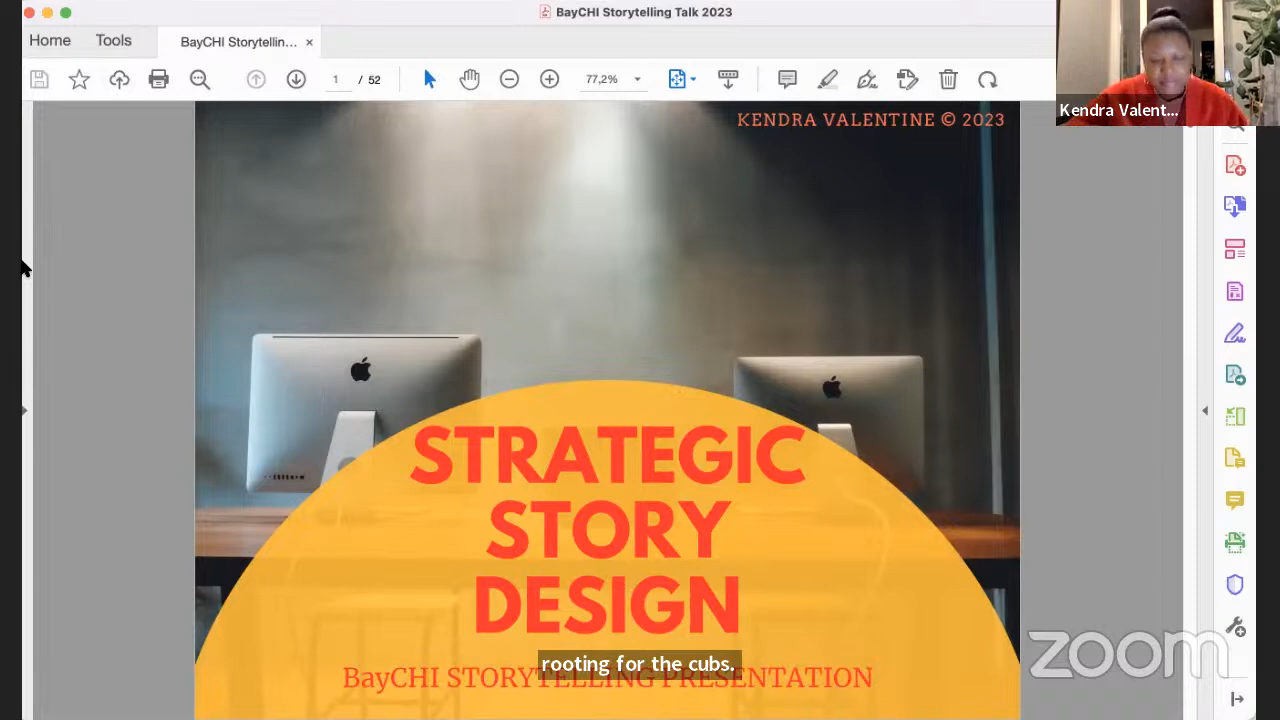 BayCHI Storytelling Talk 2023
Home Tools BayCHI Storytellin... ×
1 / 52 77,2%
Kendra Valent...
KENDRA VALENTINE © 2023
STRATEGIC
STORY
DESIGN
rooting for the cubs.
BayCHI STORYTELLING PRESENTATION
zoom